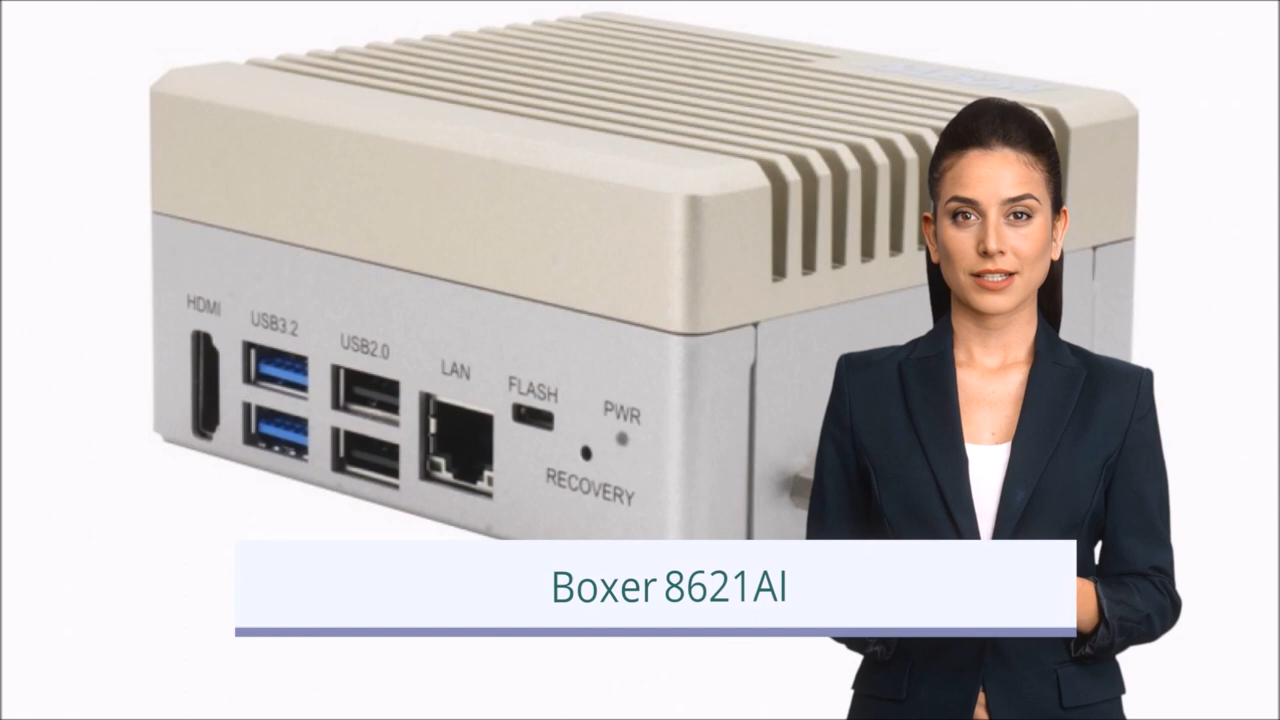 HDMI
USB3.2
USB2.0
LAN
FLASH
PWR
RECOVERY
Boxer 8621AI